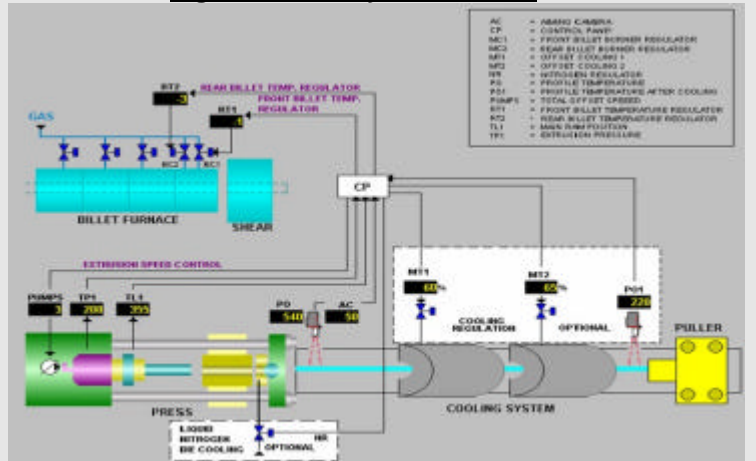 AC = AIMING CAMERA
CP = CONTROL PANEL
MC1 = FRONT BILLET BURNER REGULATOR
MC2 = REAR BILLET BURNER REGULATOR
MT1 = OFFSET COOLING 1
MT2 = OFFSET COOLING 2
NR = NITROGEN REGULATOR
PO = PROFILE TEMPERATURE
PO1 = PROFILE TEMPERATURE AFTER COOLING
PUMPS = TOTAL OFFSET SPEED
RT1 = FRONT BILLET TEMPERATURE REGULATOR
RT2 = REAR BILLET TEMPERATURE REGULATOR
TL1 = MAIN RAM POSITION
TP1 = EXTRUSION PRESSURE
RT2
REAR BILLET TEMP. REGULATOR
FRONT BILLET TEMP.
REGULATOR
RT1
GAS
CP
BILLET FURNACE
SHEAR
EXTRUSION SPEED CONTROL
PUMPS
3
TP1
200
TL1
355
PO
540
AC
50
MT1
60%
MT2
65%
PO1
220
COOLING
REGULATION
OPTIONAL
PULLER
PRESS
COOLING SYSTEM
LIQUID
NITROGEN
DIE COOLING
OPTIONAL
NR